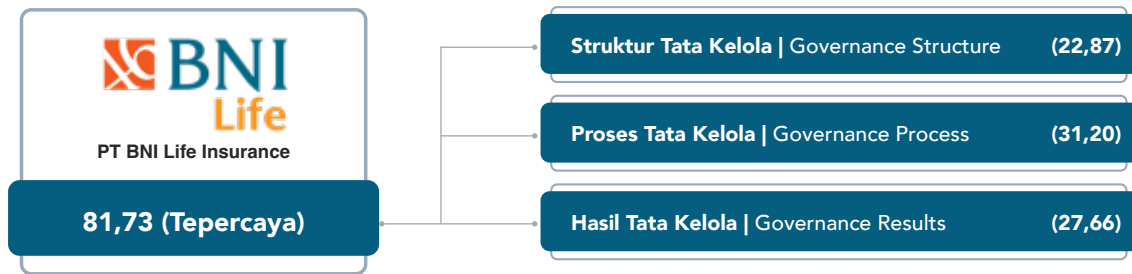 BNI
Life
PT BNI Life Insurance
81,73 (Tepercaya)
Struktur Tata Kelola | Governance Structure (22,87)
Proses Tata Kelola | Governance Process (31,20)
Hasil Tata Kelola | Governance Results (27,66)